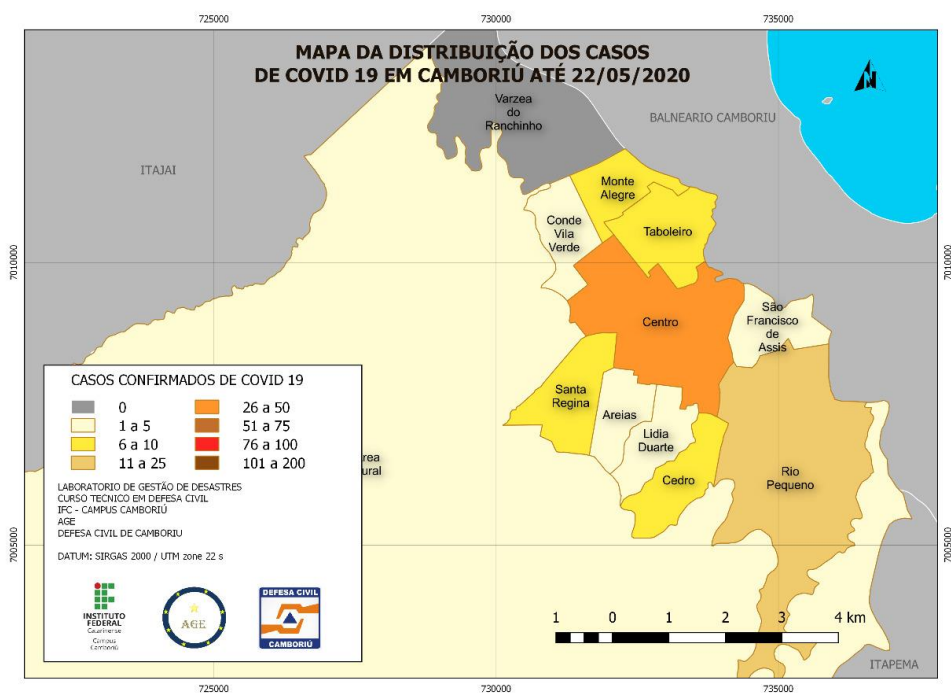 725000
730000
735000
MAPA DA DISTRIBUIÇÃO DOS CASOS
DE COVID 19 EM CAMBORIÚ ATÉ 22/05/2020
Varzea
do
Ranchinho
BALNEARIO CAMBORIU
N
ITAJAI
Monte
Alegre
Conde
Vila
Verde
Taboleiro
7010000
7010000
São
Francisco
de
Assis
Centro
Santa
Regina
Areias
Lidia
Duarte
Cedro
Rio
Pequeno
rea
ural
CASOS CONFIRMADOS DE COVID 19
0
1 a 5
6 a 10
11 a 25
26 a 50
51 a 75
76 a 100
101 a 200
LABORATORIO DE GESTÃO DE DESASTRES
CURSO TECNICO EM DEFESA CIVIL
IFC - CAMPUS CAMBORIÚ
AGE
DEFESA CIVIL DE CAMBORIU
DATUM: SIRGAS 2000 / UTM zone 22 s
INSTITUTO
FEDERAL
Catarinense
Campus
Camboriú
AGE
DEFESA CIVIL
CAMBORIÚ
7005000
7005000
1 0 1 2 3 4 km
ITAPEMA
725000
730000
735000